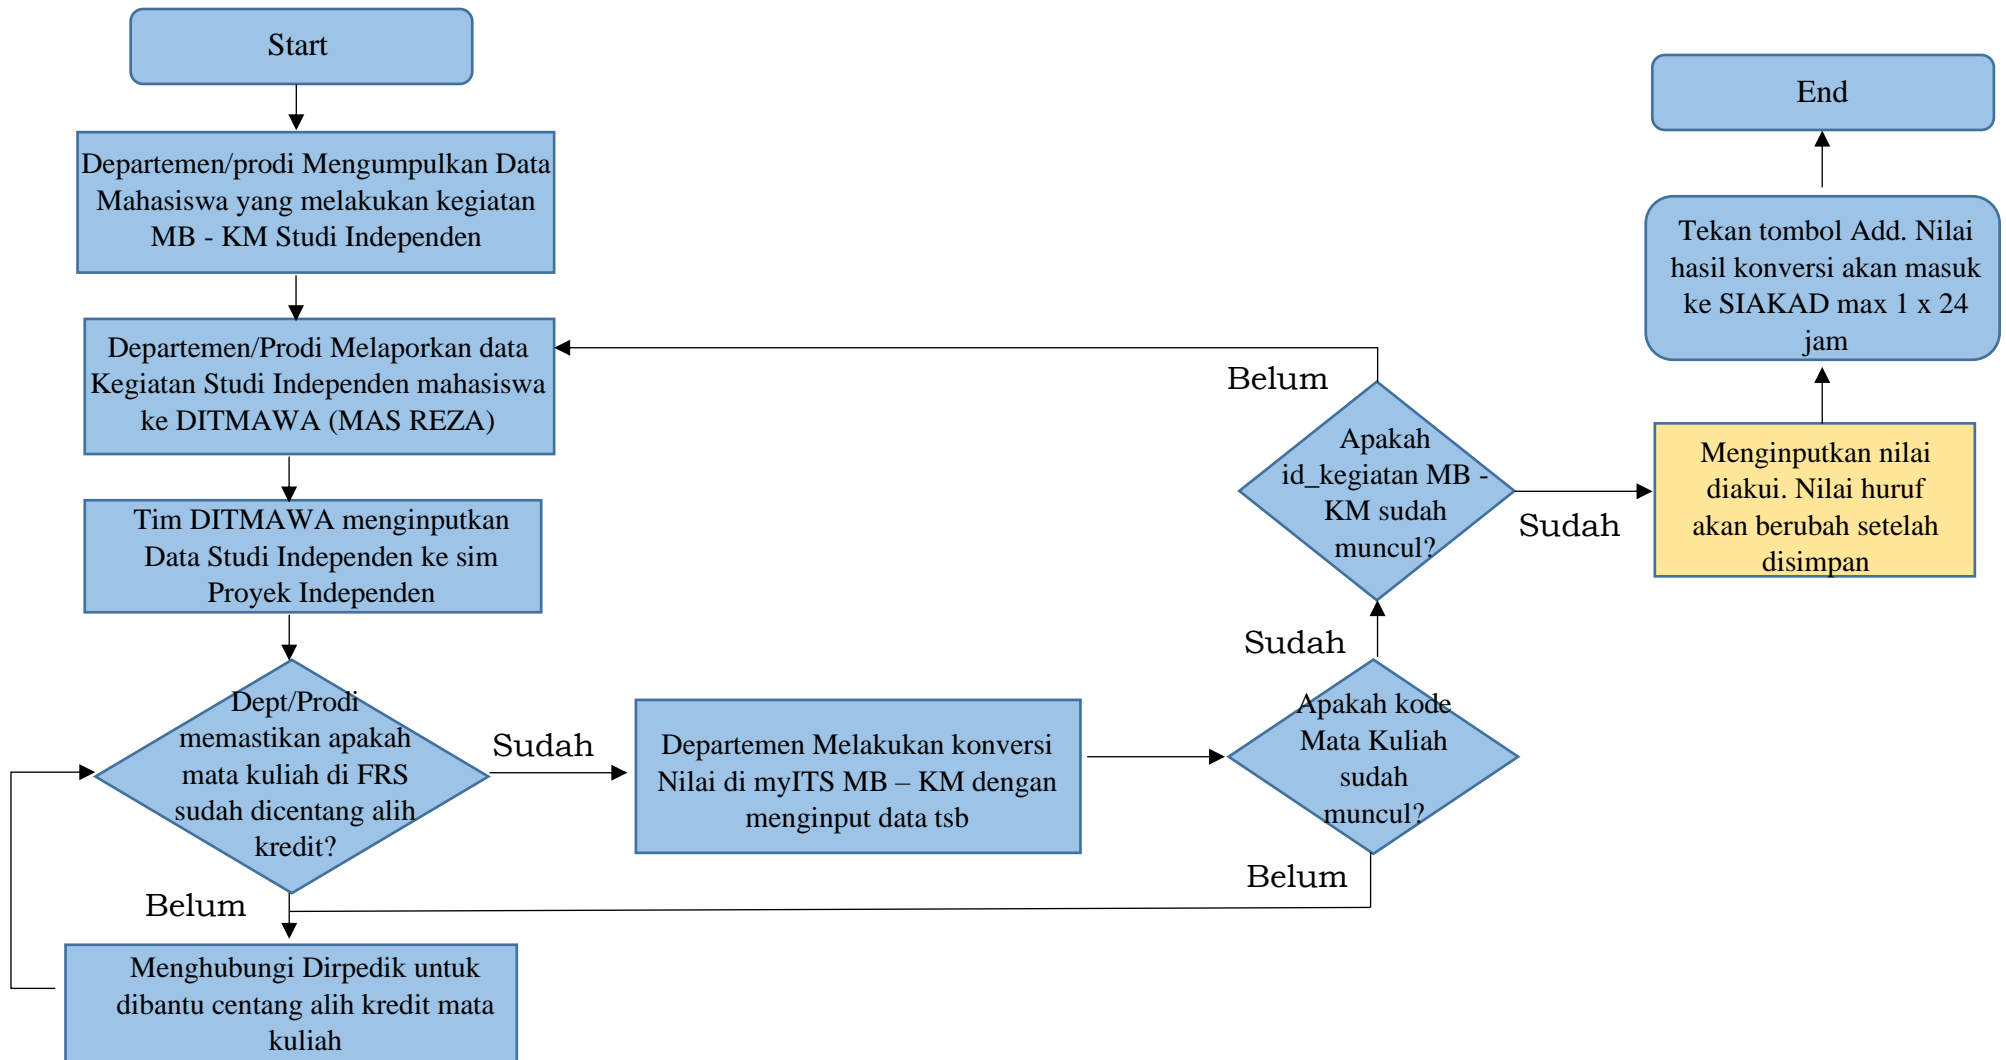 Start
Departemen/prodi Mengumpulkan Data
Mahasiswa yang melakukan kegiatan
MB - KM Studi Independen
Departemen/Prodi Melaporkan data
Kegiatan Studi Independen mahasiswa
ke DITMAWA (MAS REZA)
Tim DITMAWA menginputkan
Data Studi Independen ke sim
Proyek Independen
Dept/Prodi
memastikan apakah
mata kuliah di FRS
sudah dicentang alih
kredit?
Belum
Menghubungi Dirpedik untuk
dibantu centang alih kredit mata
kuliah
Sudah
Departemen Melakukan konversi
Nilai di myITS MB – KM dengan
menginput data tsb
Apakah kode
Mata Kuliah
sudah
muncul?
Belum
Sudah
Apakah
id_kegiatan MB -
KM sudah
muncul?
Belum
Sudah
Menginputkan nilai
diakui. Nilai huruf
akan berubah setelah
disimpan
Tekan tombol Add. Nilai
hasil konversi akan masuk
ke SIAKAD max 1 x 24
jam
End